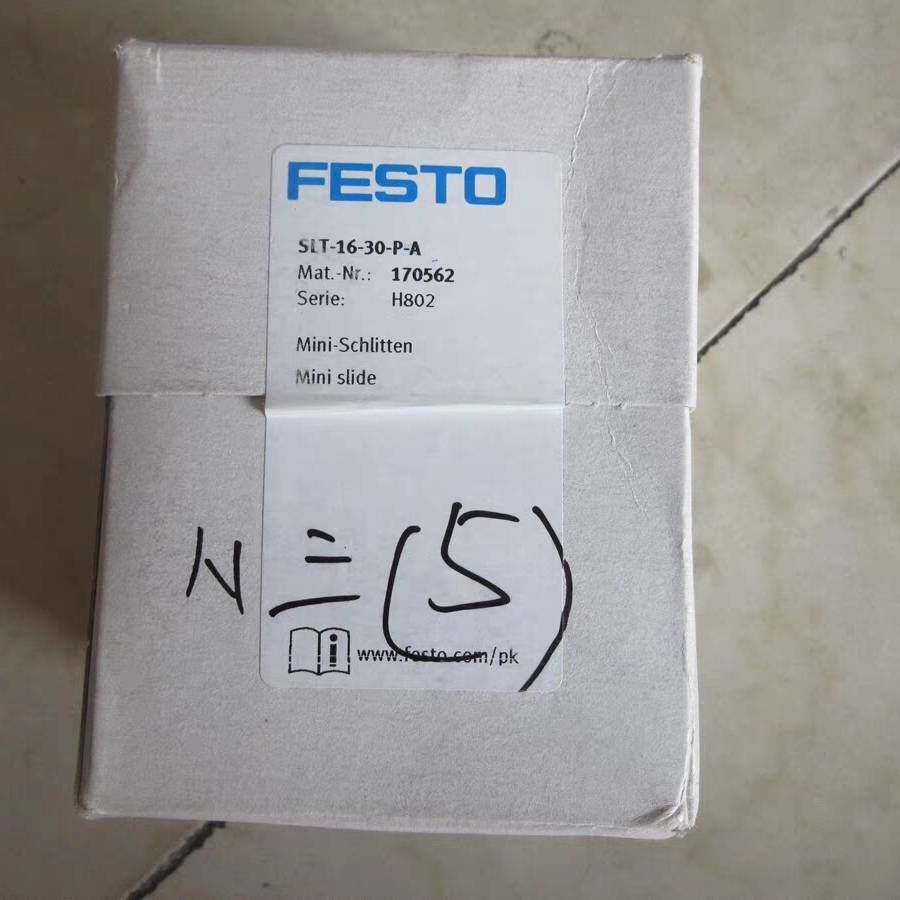 FESTO
SLT-16-30-P-A
Mat.-Nr.: 170562
Serie: H802
Mini-Schlitten
Mini slide
N = (5)
www.festo.com/pk